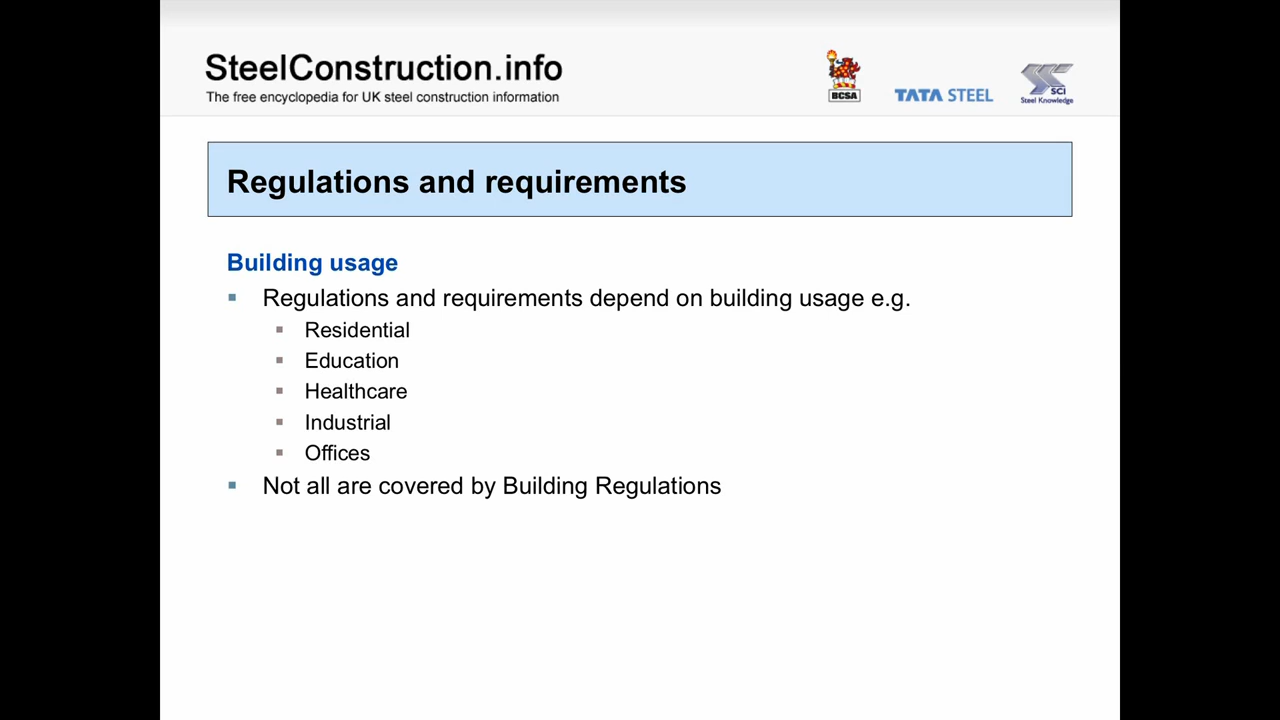 SteelConstruction.info
The free encyclopedia for UK steel construction information
BCSA
TATA STEEL
SCI
Steel Knowledge
Regulations and requirements
Building usage
Regulations and requirements depend on building usage e.g.
Residential
Education
Healthcare
Industrial
Offices
Not all are covered by Building Regulations